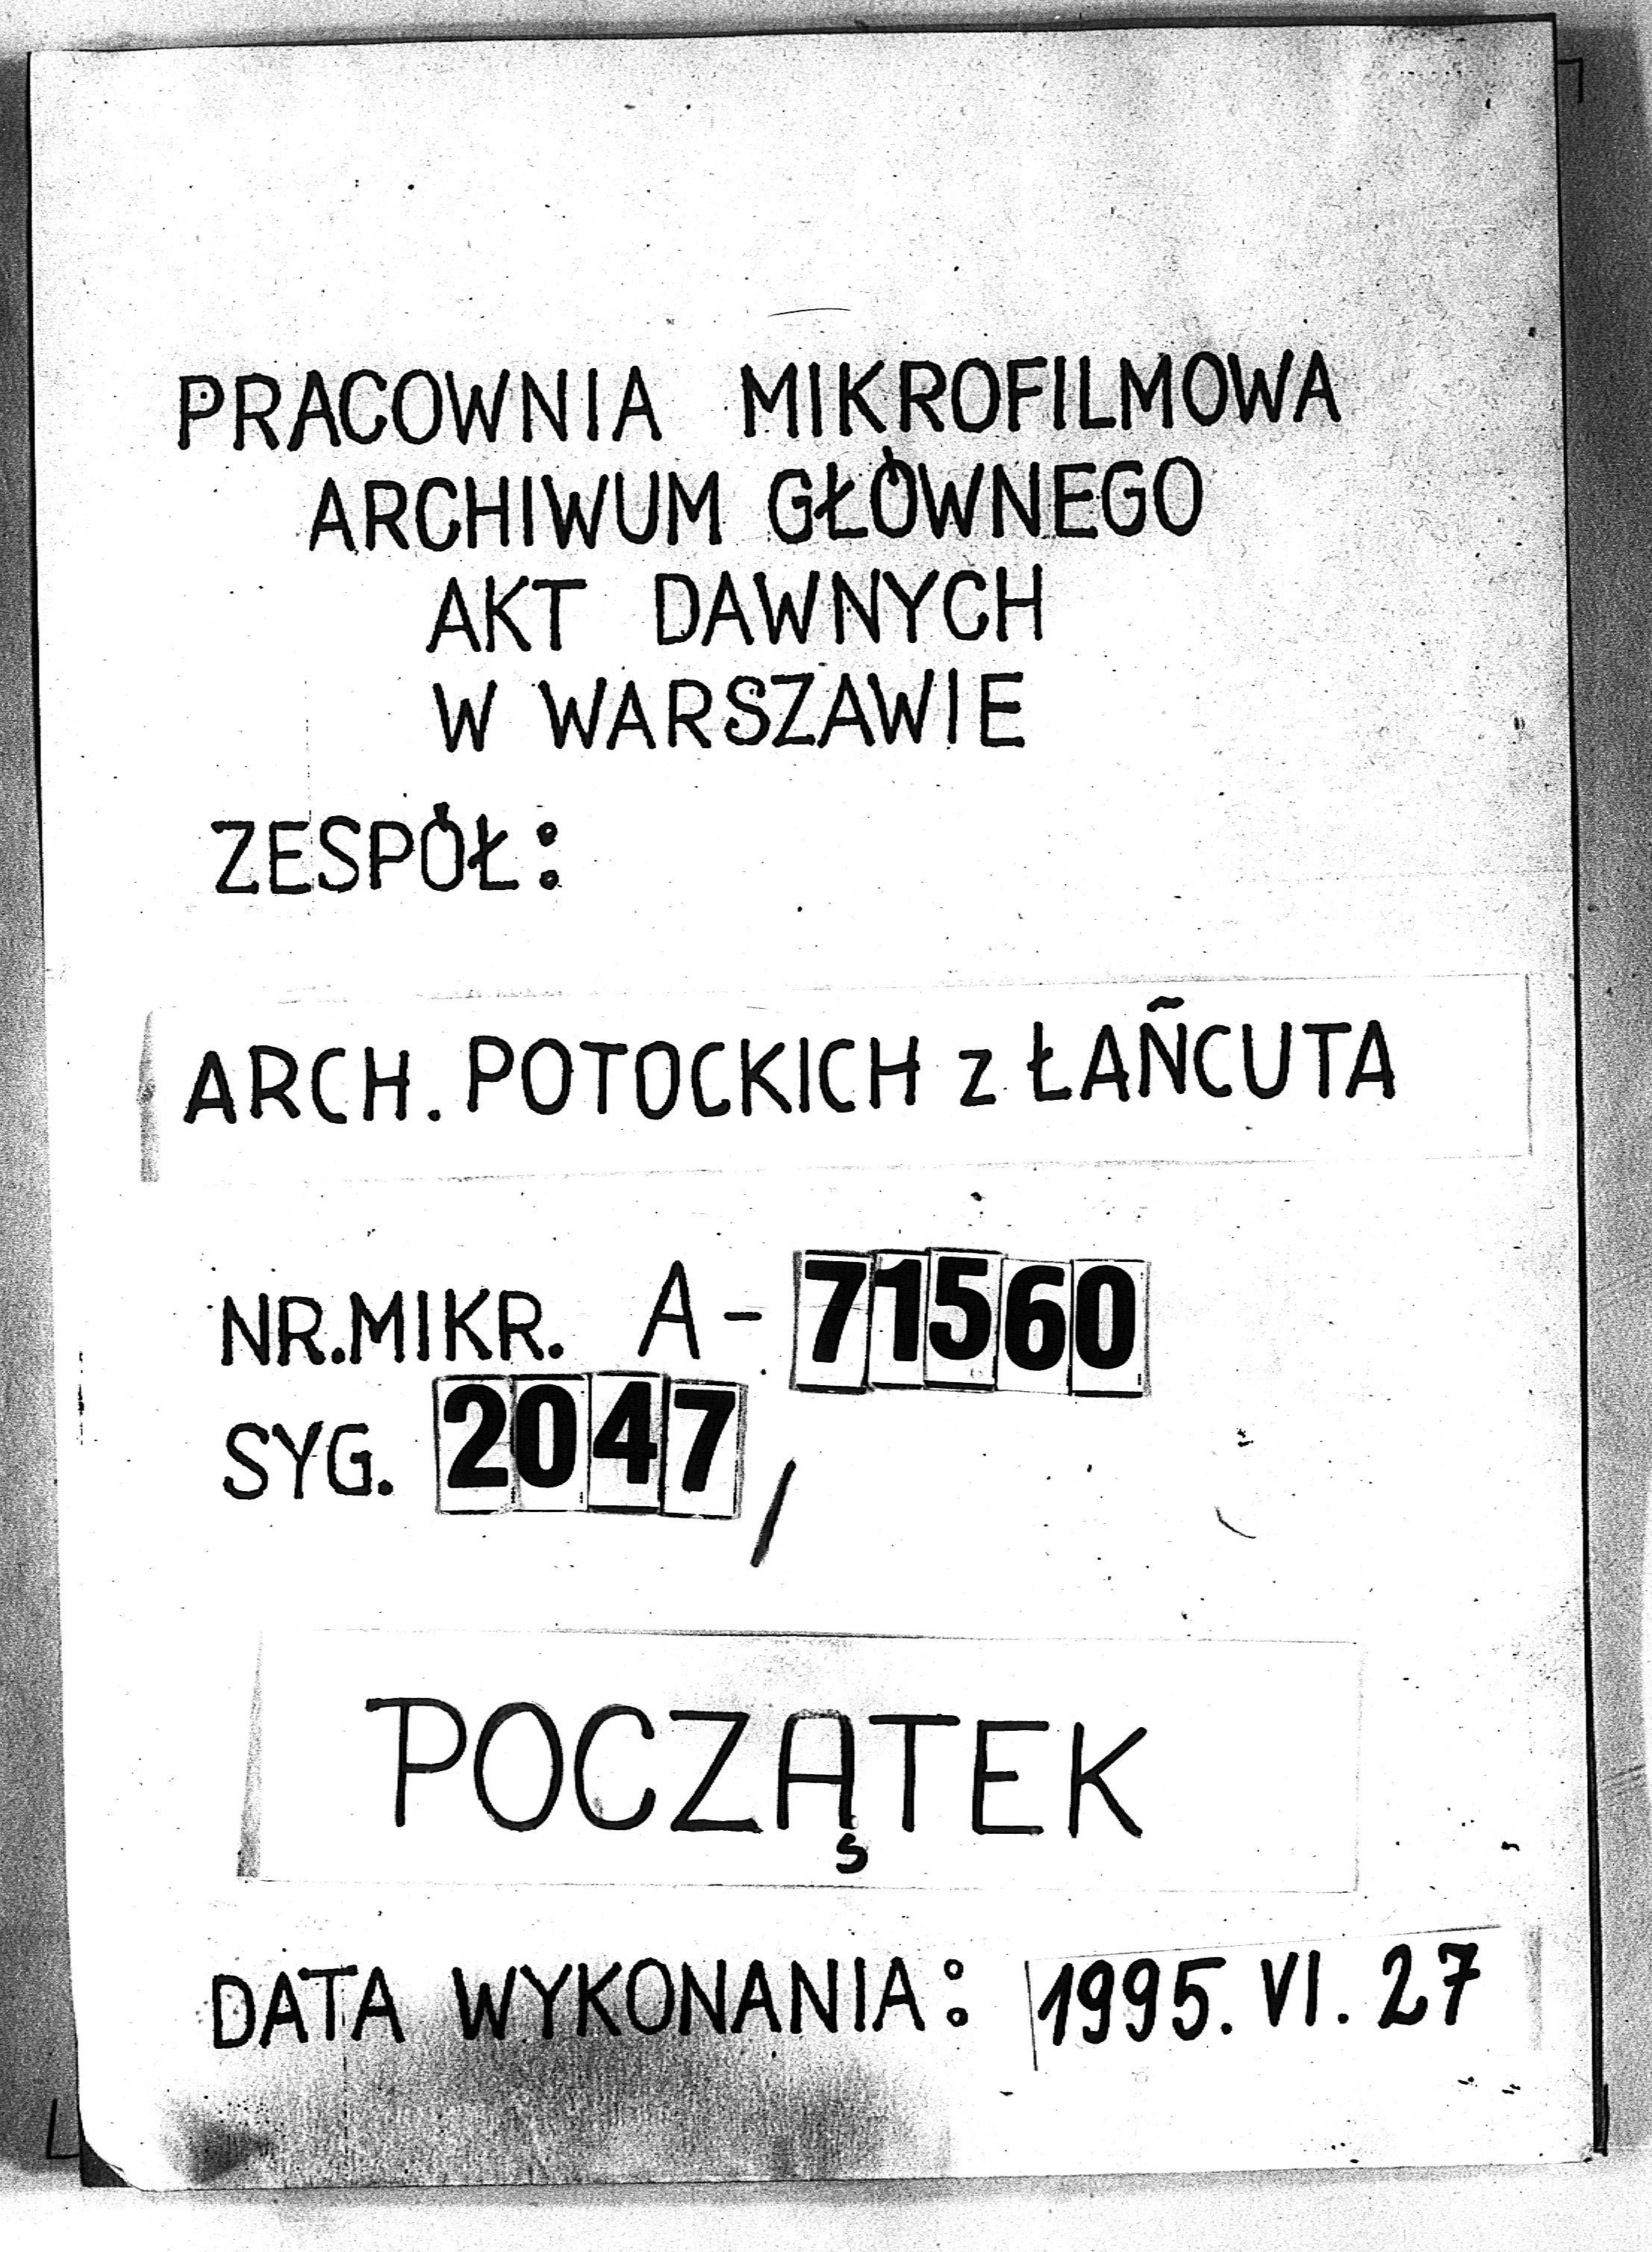 PRACOWNIA MIKROFILMOWA
ARCHIWUM GŁÓWNEGO
AKT DAWNYCH
W WARSZAWIE
ZESPÓŁ:
ARCH. POTOCKICH z ŁAŃCUTA
NR.MIKR. A-71560
SYG. 2047/
POCZĄTEK
DATA WYKONANIA: 1995. VI. 27